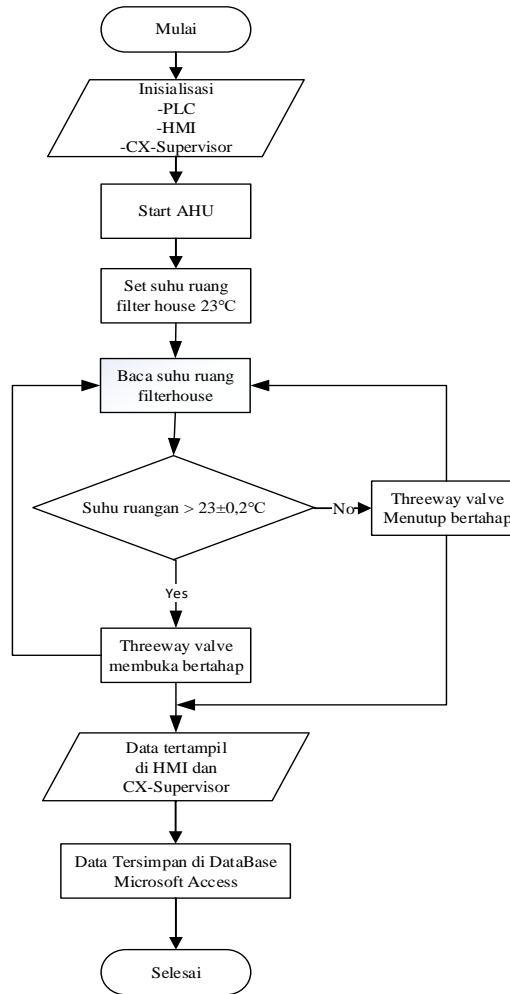 Mulai
Inisialisasi
-PLC
-HMI
-CX-Supervisor
Start AHU
Set suhu ruang
filter house 23°C
Baca suhu ruang
filterhouse
Suhu ruangan > 23±0,2°C
No
Threeway valve
Menutup bertahap
Yes
Threeway valve
membuka bertahap
Data tertampil
di HMI dan
CX-Supervisor
Data Tersimpan di DataBase
Microsoft Access
Selesai